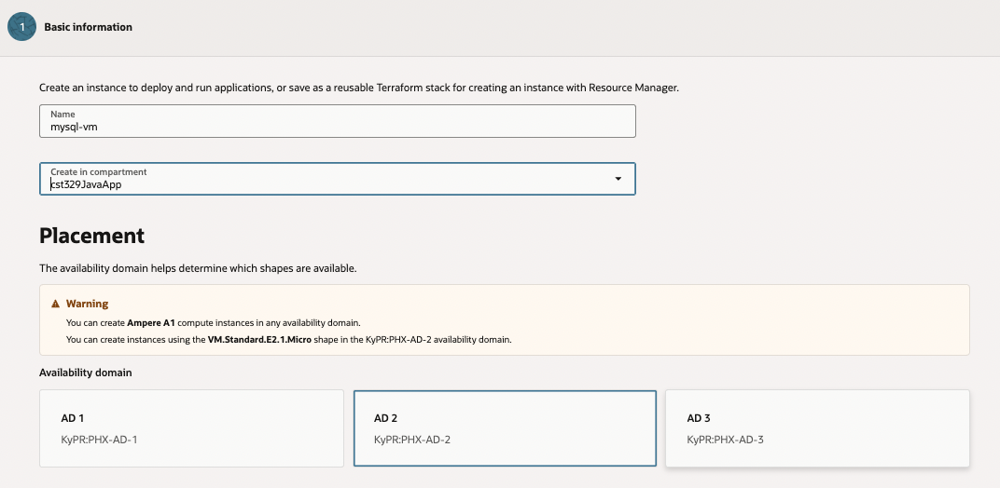 1 Basic information
Create an instance to deploy and run applications, or save as a reusable Terraform stack for creating an instance with Resource Manager.
Name
mysql-vm
Create in compartment
cst329JavaApp
Placement
The availability domain helps determine which shapes are available.
Warning
You can create Ampere A1 compute instances in any availability domain.
You can create instances using the VM.Standard.E2.1.Micro shape in the KyPR:PHX-AD-2 availability domain.
Availability domain
AD 1
KyPR:PHX-AD-1
AD 2
KyPR:PHX-AD-2
AD 3
KyPR:PHX-AD-3